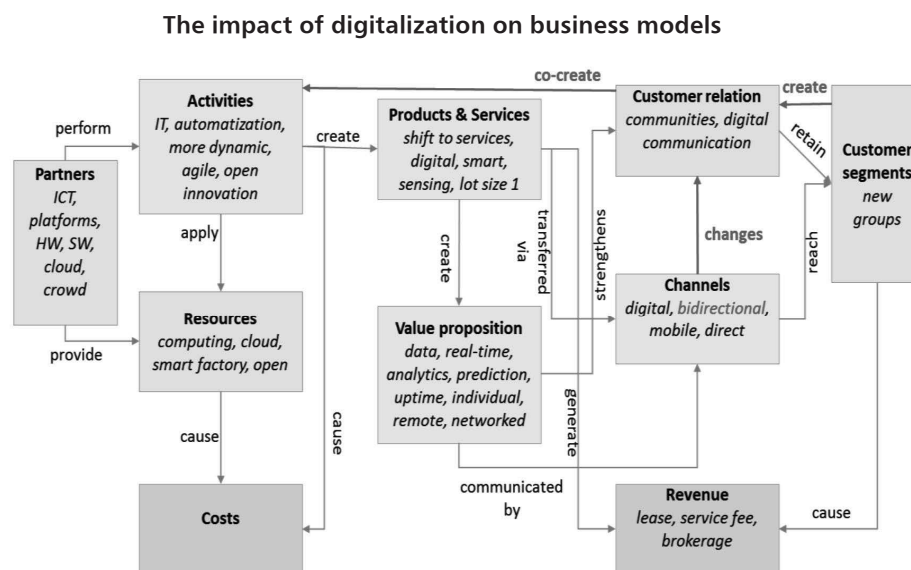 The impact of digitalization on business models
co-create
create
Activities
IT, automatization,
more dynamic,
agile, open
innovation
perform
create
Products & Services
shift to services,
digital, smart,
sensing, lot size 1
Customer relation
communities, digital
communication
retain
Customer
segments
new
groups
Partners
ICT,
platforms,
HW, SW,
cloud,
crowd
apply
create
transferred
via
strengthens
changes
reach
Resources
computing, cloud,
smart factory, open
provide
Value proposition
data, real-time,
analytics, prediction,
uptime, individual,
remote, networked
Channels
digital, bidirectional,
mobile, direct
cause
cause
generate
communicated
by
Costs
Revenue
lease, service fee,
brokerage
cause